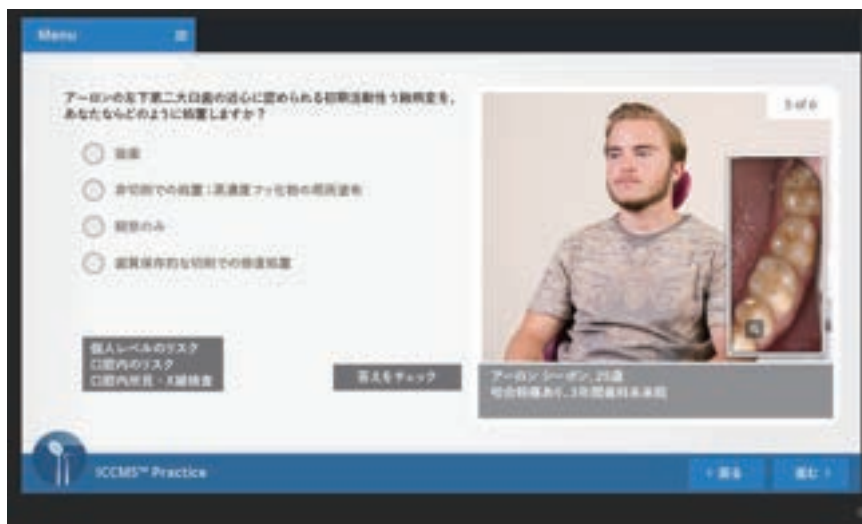 Menu
アーロンの左下第二大臼歯の近心に認められる初期活動性う蝕病変を、
あなたならどのように処置しますか？
抜歯
非切削での処置：高濃度フッ化物の局所塗布
観察のみ
歯質保存的な切削での修復処置
個人レベルのリスク
口腔内のリスク
口腔内所見・X線検査
答えをチェック
5 of 6
アーロン シーボン, 25歳
咬合痛あり、3年間歯科未来院
ICCMS™ Practice
戻る
進む